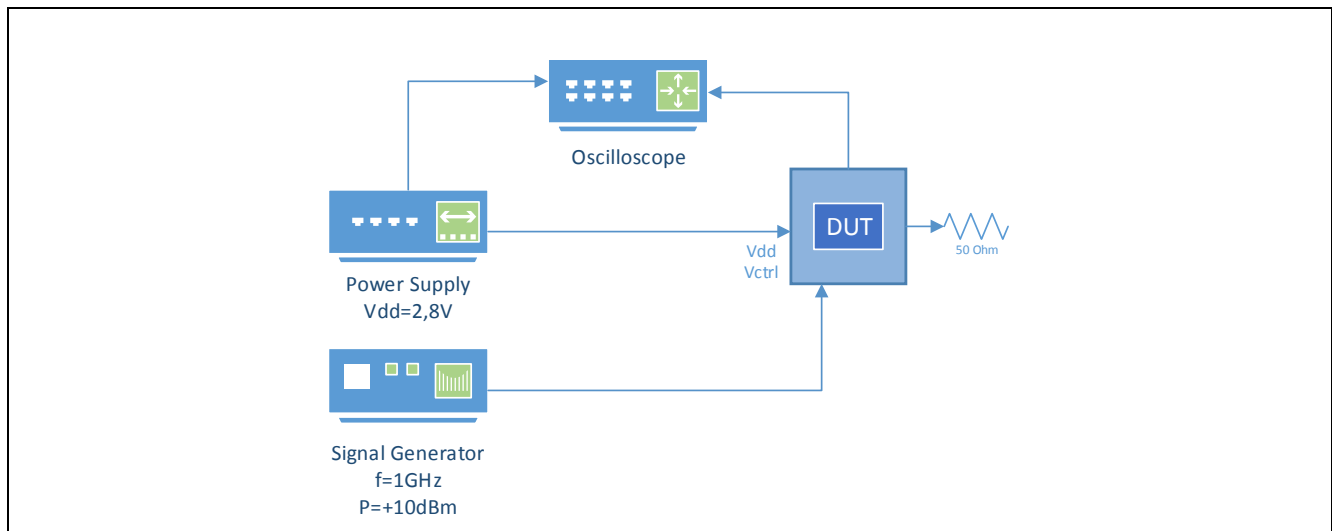 Oscilloscope
DUT
Vdd
Vctrl
50 Ohm
Power Supply
Vdd=2,8V
Signal Generator
f=1GHz
P=+10dBm